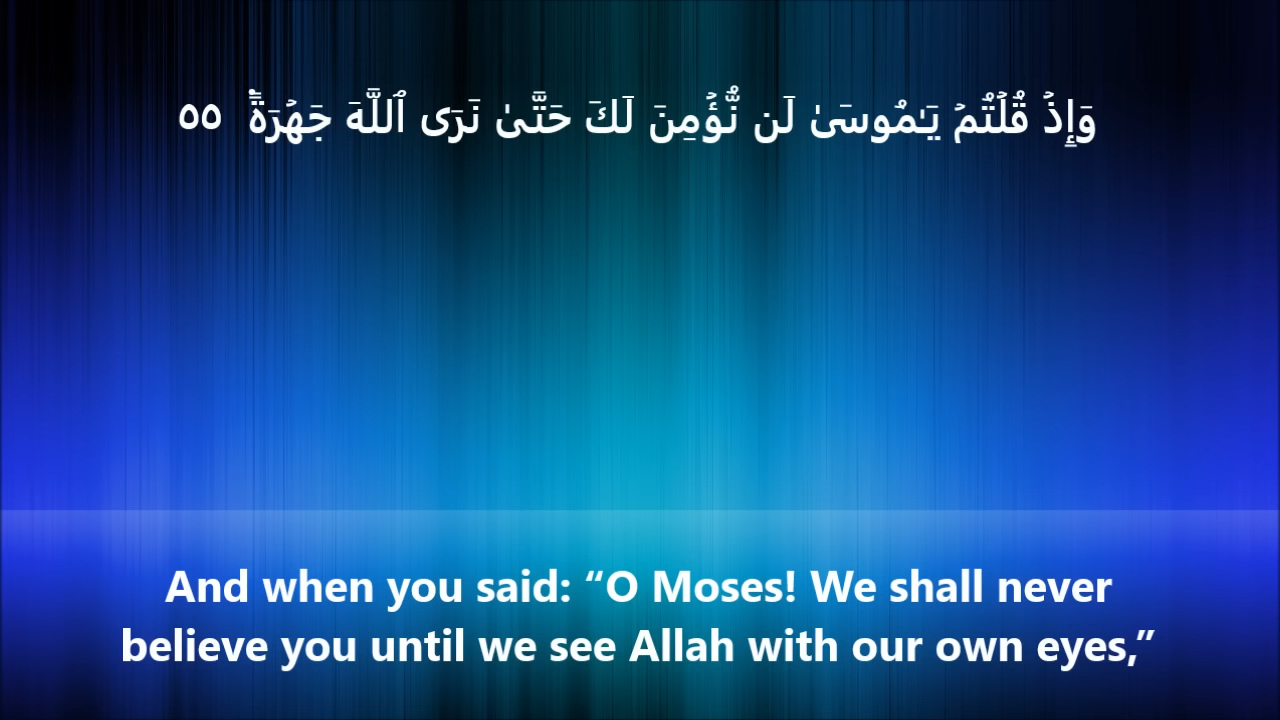 وَإِذۡ قُلۡتُمۡ يَـٰمُوسَىٰ لَن نُّؤۡمِنَ لَكَ حَتَّىٰ نَرَى ٱللَّهَ جَهۡرَةً۬ ٥٥
And when you said: “O Moses! We shall never
believe you until we see Allah with our own eyes,”